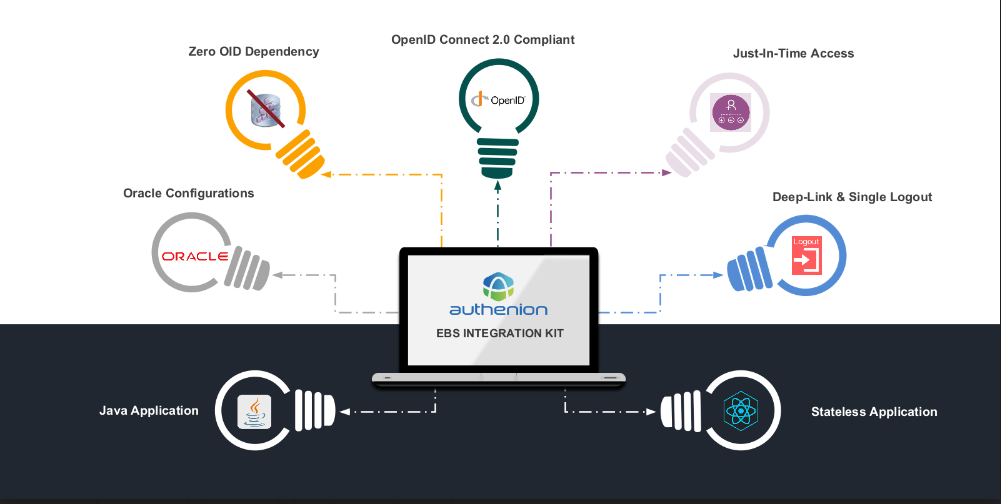 OpenID Connect 2.0 Compliant
Zero OID Dependency
Just-In-Time Access
OpenID
Oracle Configurations
Deep-Link & Single Logout
ORACLE
Logout
authenion
EBS INTEGRATION KIT
Java Application
Stateless Application